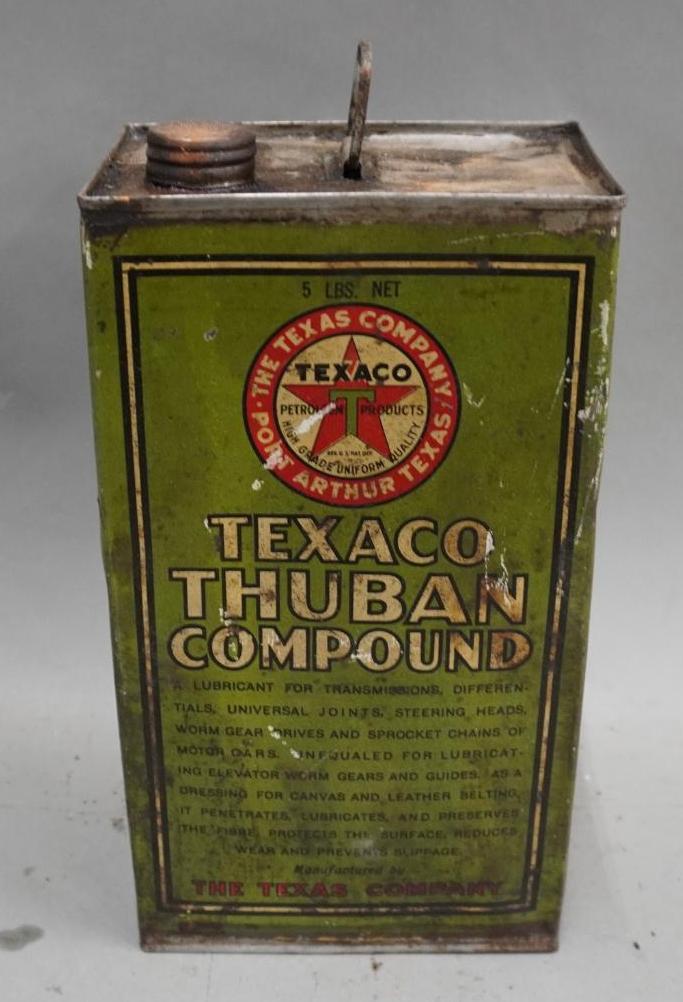 5 LBS. NET
THE TEXAS COMPANY
TEXACO
T
PETROLEUM PRODUCTS
HIGH GRADE UNIFORM QUALITY
REG. U.S. PAT. OFF.
PORT ARTHUR TEXAS
TEXACO
THUBAN
COMPOUND
A LUBRICANT FOR TRANSMISSIONS, DIFFEREN-
TIALS, UNIVERSAL JOINTS, STEERING HEADS,
WORM GEAR DRIVES AND SPROCKET CHAINS OF
MOTOR CARS. UNEQUALED FOR LUBRICAT-
ING ELEVATOR WORM GEARS AND GUIDES. AS A
DRESSING FOR CANVAS AND LEATHER BELTING,
IT PENETRATES, LUBRICATES, AND PRESERVES
THE FIBRE, PROTECTS THE SURFACE, REDUCES
WEAR AND PREVENTS SLIPPAGE.
Manufactured by
THE TEXAS COMPANY